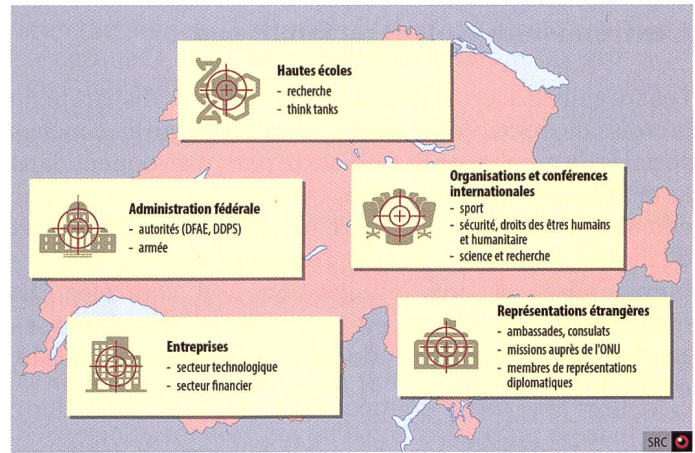 Hautes écoles
- recherche
- think tanks
Organisations et conférences
internationales
- sport
- sécurité, droits des êtres humains
et humanitaire
- science et recherche
Administration fédérale
- autorités (DFAE, DDPS)
- armée
Représentations étrangères
- ambassades, consulats
- missions auprès de l'ONU
- membres de représentations
diplomatiques
Entreprises
- secteur technologique
- secteur financier
SRC